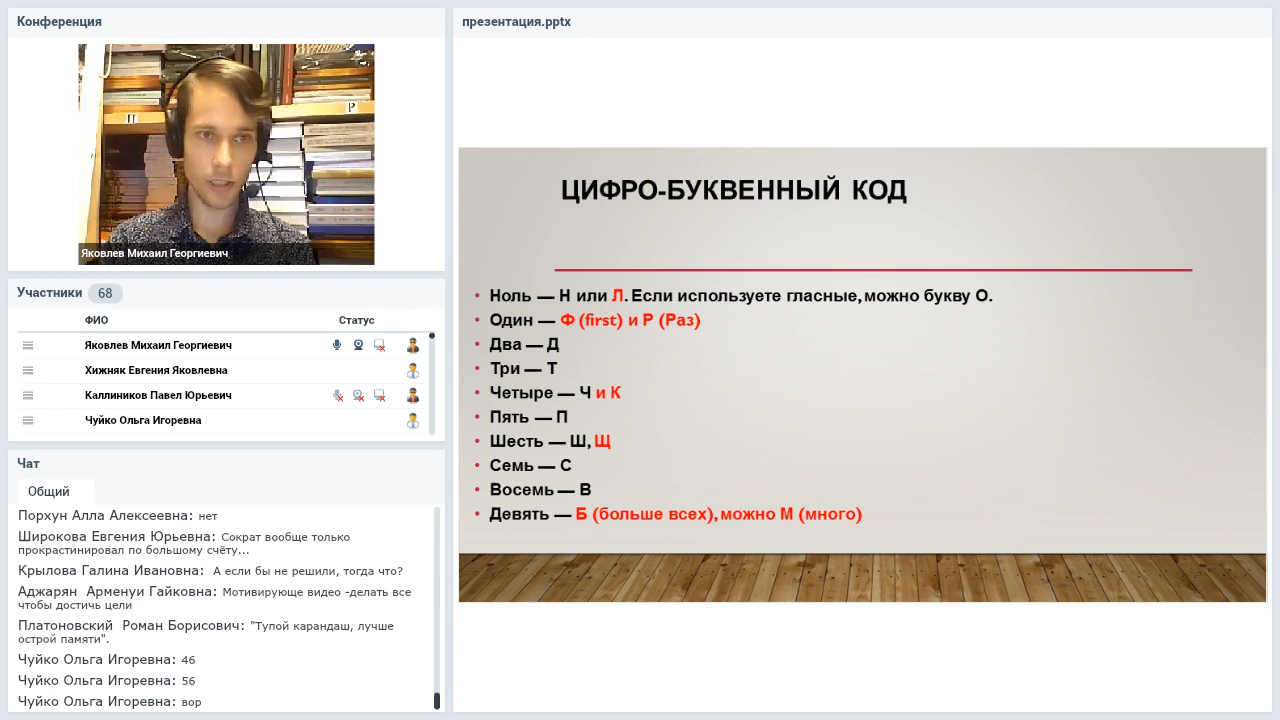 Конференция
И
Р
Яковлев Михаил Георгиевич
Участники 68
ФИО Статус
Яковлев Михаил Георгиевич
Хижняк Евгения Яковлевна
Каллиников Павел Юрьевич
Чуйко Ольга Игоревна
Чат
Общий
Порхун Алла Алексеевна: нет
Широкова Евгения Юрьевна: Сократ вообще только
прокрастинировал по большому счёту...
Крылова Галина Ивановна: А если бы не решили, тогда что?
Аджарян Арменуи Гайковна: Мотивирующе видео -делать все
чтобы достичь цели
Платоновский Роман Борисович: "Тупой карандаш, лучше
острой памяти".
Чуйко Ольга Игоревна: 46
Чуйко Ольга Игоревна: 56
Чуйко Ольга Игоревна: вор
презентация.pptx
ЦИФРО-БУКВЕННЫЙ КОД
• Ноль — Н или Л. Если используете гласные, можно букву О.
• Один — Ф (first) и Р (Раз)
• Два — Д
• Три — Т
• Четыре — Ч и К
• Пять — П
• Шесть — Ш, Щ
• Семь — С
• Восемь — В
• Девять — Б (больше всех), можно М (много)